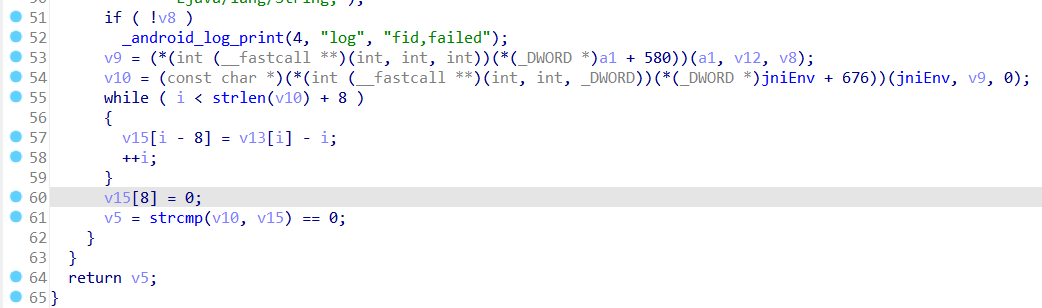 51 if ( !v8 )
52 _android_log_print(4, "log", "fid,failed");
53 v9 = (*(int (__fastcall **)(int, int, int))(*(_DWORD *)a1 + 580))(a1, v12, v8);
54 v10 = (const char *)(*(int (__fastcall **)(int, int, _DWORD))(*(_DWORD *)jniEnv + 676))(jniEnv, v9, 0);
55 while ( i < strlen(v10) + 8 )
56 {
57 v15[i - 8] = v13[i] - i;
58 ++i;
59 }
60 v15[8] = 0;
61 v5 = strcmp(v10, v15) == 0;
62 }
63 }
64 return v5;
65 }